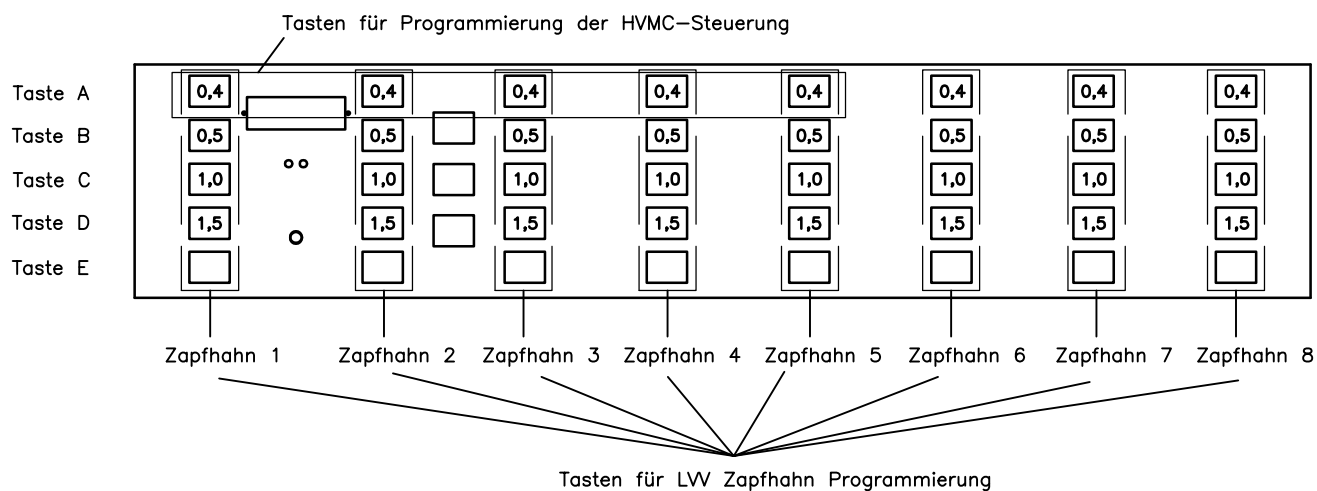 Tasten für Programmierung der HVMC-Steuerung
Taste A 0,4 0,4 0,4 0,4 0,4 0,4 0,4 0,4
Taste B 0,5 0,5 0,5 0,5 0,5 0,5 0,5 0,5
Taste C 1,0 1,0 1,0 1,0 1,0 1,0 1,0 1,0
Taste D 1,5 1,5 1,5 1,5 1,5 1,5 1,5 1,5
Taste E
Zapfhahn 1 Zapfhahn 2 Zapfhahn 3 Zapfhahn 4 Zapfhahn 5 Zapfhahn 6 Zapfhahn 7 Zapfhahn 8
Tasten für LVV Zapfhahn Programmierung